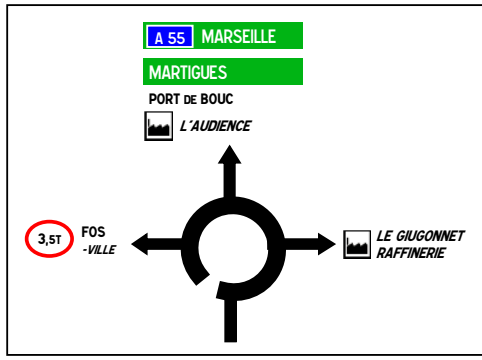 A 55 MARSEILLE
MARTIGUES
PORT DE BOUC
L'AUDIENCE
3,5T
FOS
-VILLE
LE GIUGONNET
RAFFINERIE